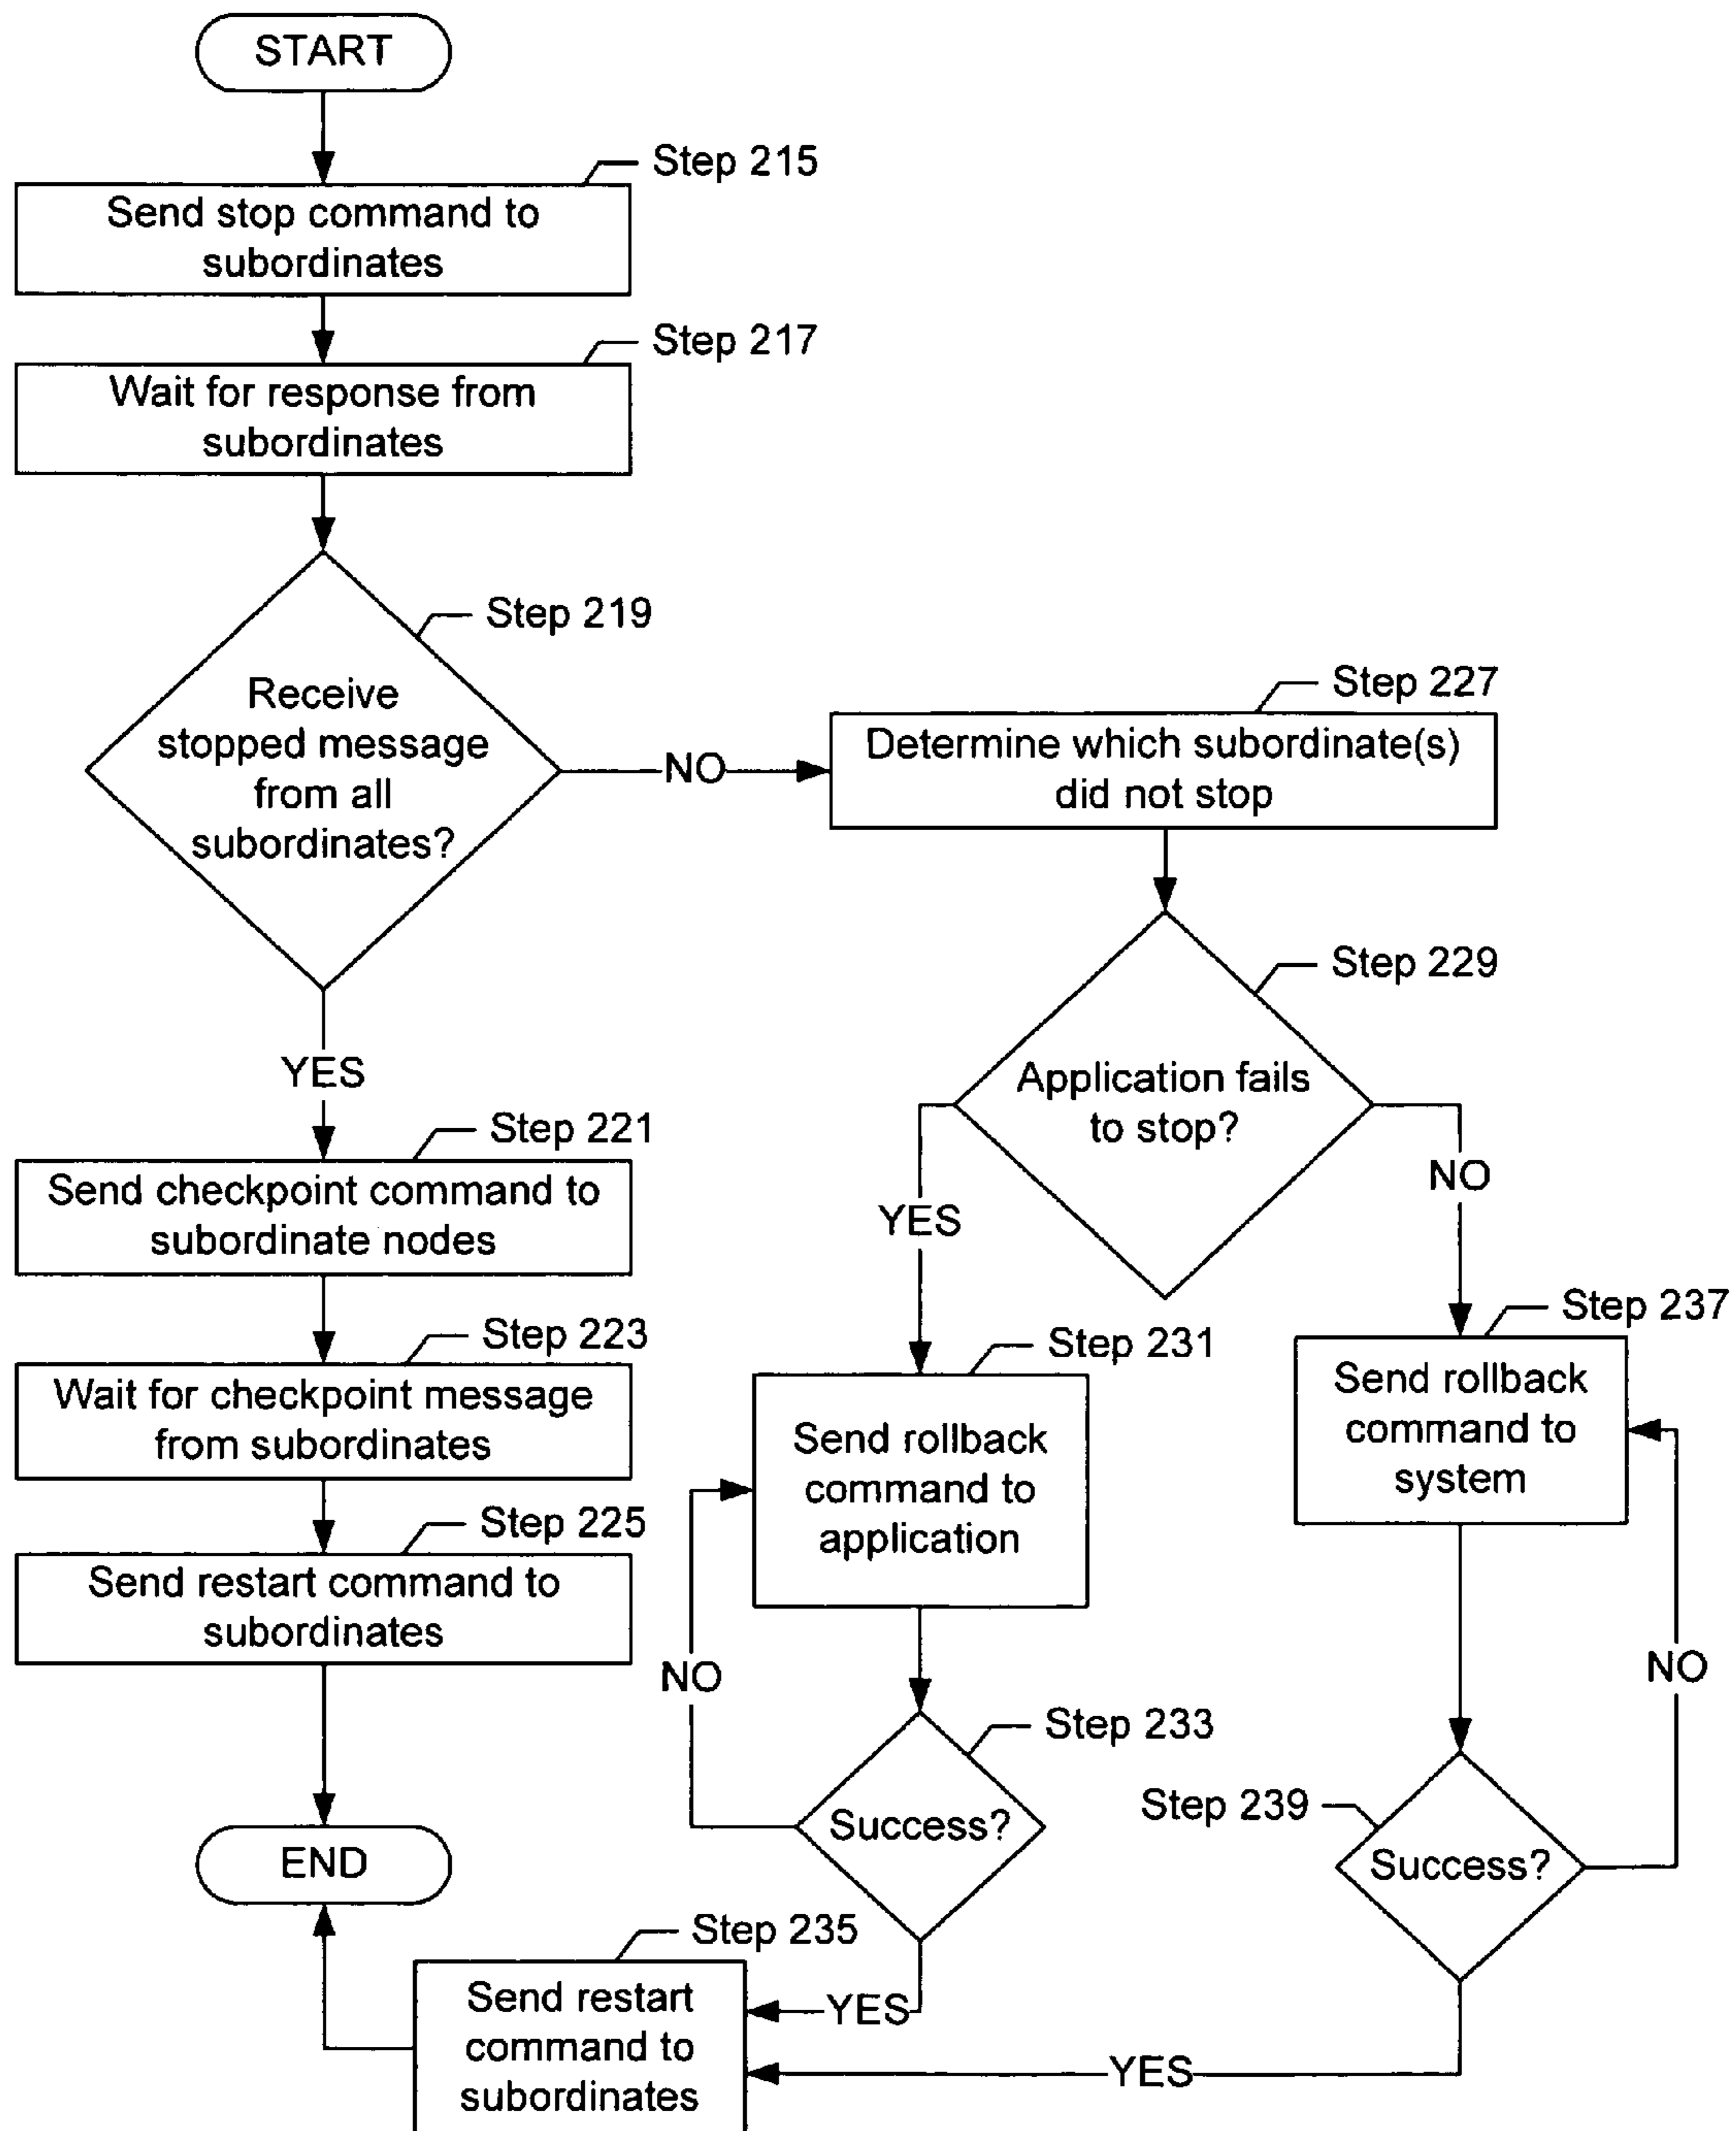 START
Step 215
Send stop command to
subordinates
Step 217
Wait for response from
subordinates
Step 219
Receive
stopped message
from all
subordinates?
NO
Step 227
Determine which subordinate(s)
did not stop
Step 229
Application fails
to stop?
YES
NO
YES
Step 221
Send checkpoint command to
subordinate nodes
Step 223
Wait for checkpoint message
from subordinates
Step 225
Send restart command to
subordinates
Step 231
Send rollback
command to
application
Step 237
Send rollback
command to
system
NO
NO
Step 233
Success?
Step 239
Success?
END
Step 235
Send restart
command to
subordinates
YES
YES